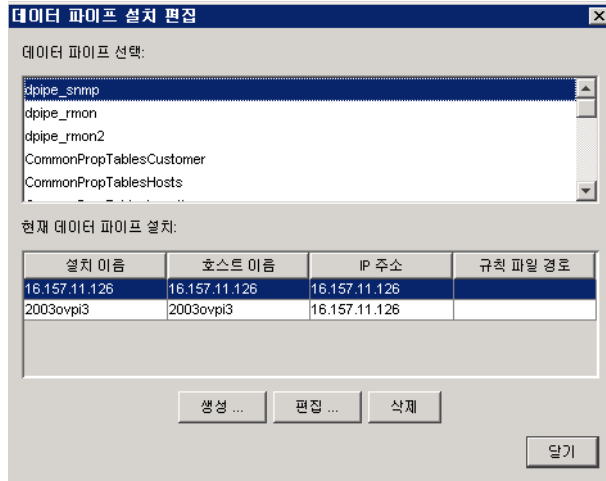 데이터 파이프 설치 편집
데이터 파이프 선택:
dpipe_snmp
dpipe_rmon
dpipe_rmon2
CommonPropTablesCustomer
CommonPropTablesHosts
현재 데이터 파이프 설치:
설치 이름 호스트 이름 IP 주소 규칙 파일 경로
16.157.11.126 16.157.11.126 16.157.11.126
2003ovpi3 2003ovpi3 16.157.11.126
생성 ... 편집 ... 삭제
닫기